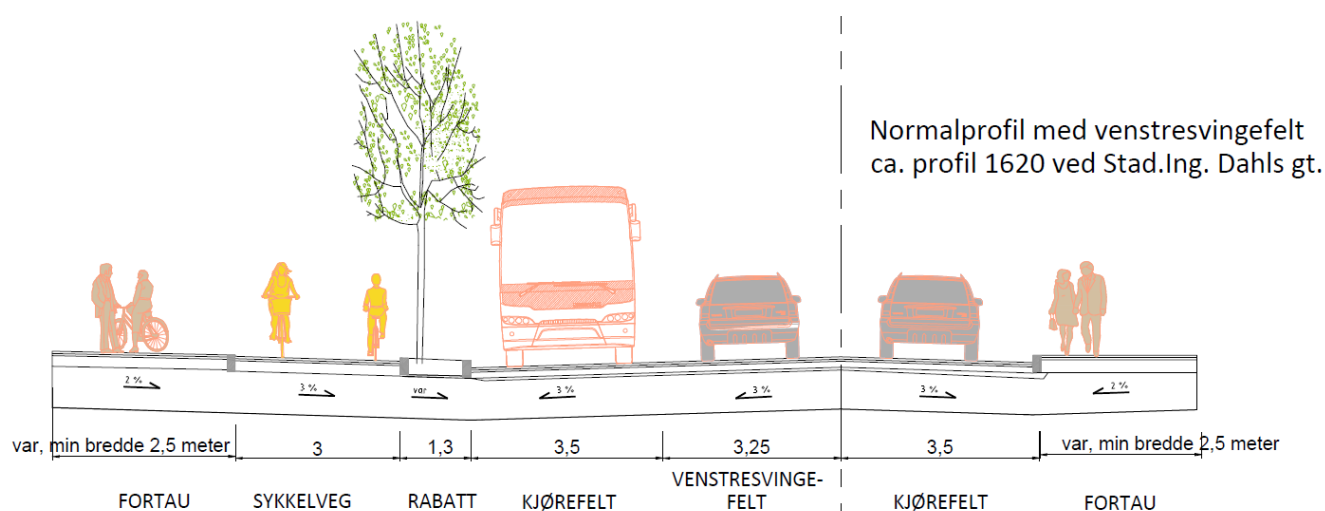 Normalprofil med venstresvingefelt
ca. profil 1620 ved Stad.Ing. Dahls gt.
2 % 3 % var 3 % 3 % 3 % 2 %
var, min bredde 2,5 meter 3 1,3 3,5 3,25 3,5 var, min bredde 2,5 meter
FORTAU SYKKELVEG RABATT KJØREFELT VENSTRESVINGE-
FELT KJØREFELT FORTAU